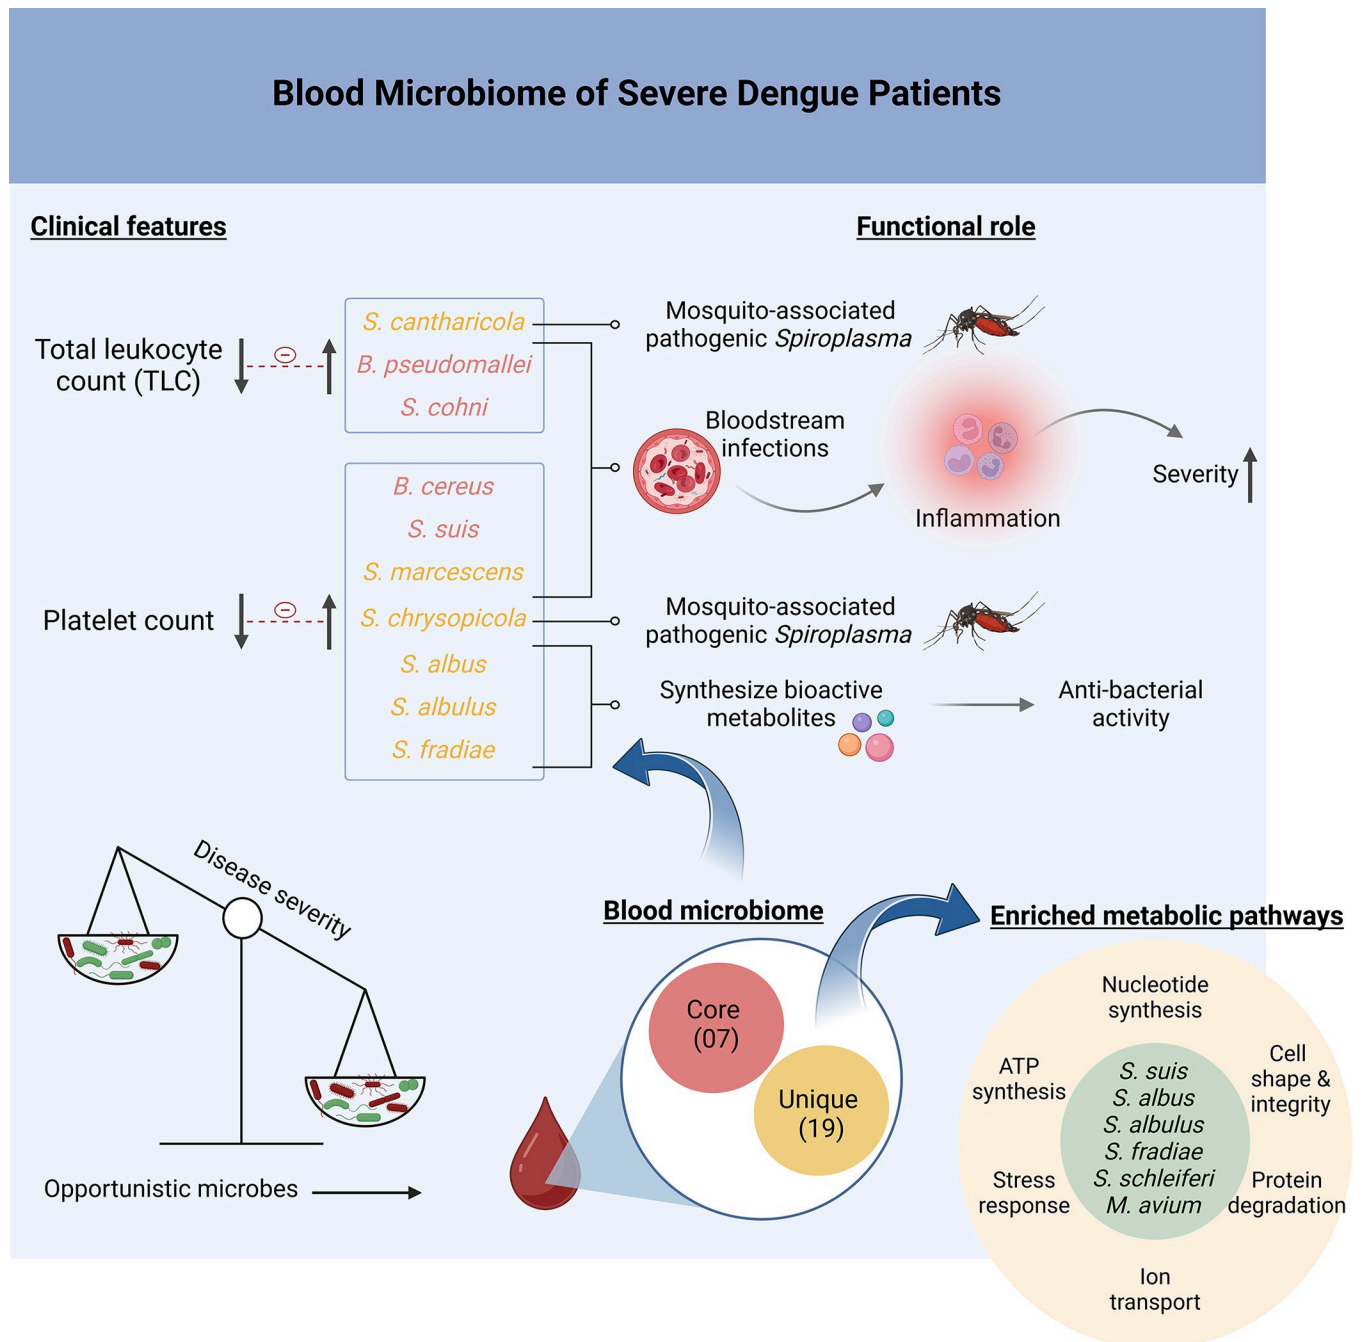 Blood Microbiome of Severe Dengue Patients
Clinical features
Functional role
Total leukocyte
count (TLC)
S. cantharicola
B. pseudomallei
S. cohni
Mosquito-associated
pathogenic Spiroplasma
Bloodstream
infections
Inflammation
Severity
Platelet count
B. cereus
S. suis
S. marcescens
S. chrysopicola
S. albus
S. albulus
S. fradiae
Mosquito-associated
pathogenic Spiroplasma
Synthesize bioactive
metabolites
Anti-bacterial
activity
Disease severity
Opportunistic microbes
Blood microbiome
Core
(07)
Unique
(19)
Enriched metabolic pathways
Nucleotide
synthesis
ATP
synthesis
Cell
shape &
integrity
S. suis
S. albus
S. albulus
S. fradiae
S. schleiferi
M. avium
Stress
response
Protein
degradation
Ion
transport